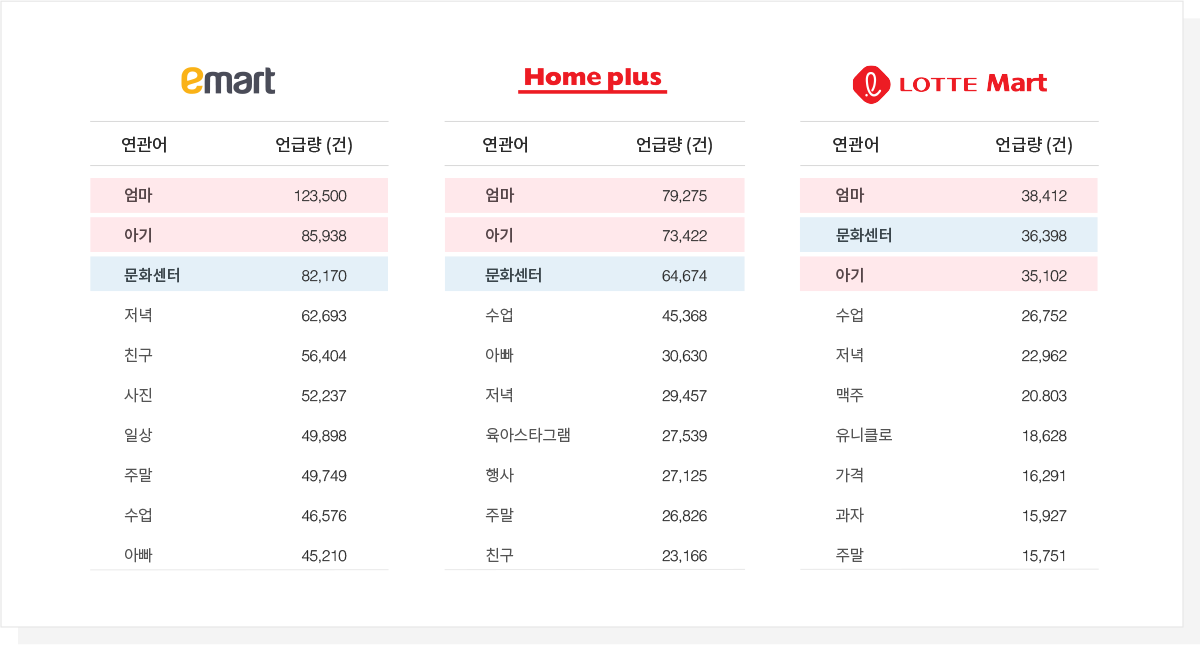 emart
연관어 언급량 (건)
엄마 123,500
아기 85,938
문화센터 82,170
저녁 62,693
친구 56,404
사진 52,237
일상 49,898
주말 49,749
수업 46,576
아빠 45,210
Home plus
연관어 언급량 (건)
엄마 79,275
아기 73,422
문화센터 64,674
수업 45,368
아빠 30,630
저녁 29,457
육아스타그램 27,539
행사 27,125
주말 26,826
친구 23,166
LOTTE Mart
연관어 언급량 (건)
엄마 38,412
문화센터 36,398
아기 35,102
수업 26,752
저녁 22,962
맥주 20.803
유니클로 18,628
가격 16,291
과자 15,927
주말 15,751